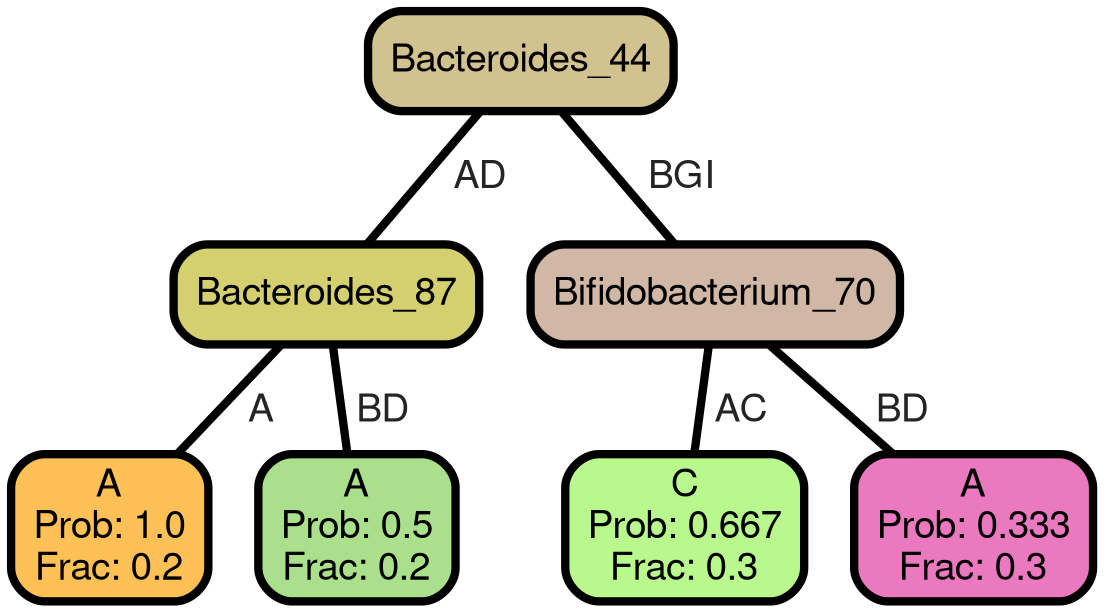 Bacteroides_44
AD
BGI
Bacteroides_87
Bifidobacterium_70
A
BD
AC
BD
A
Prob: 1.0
Frac: 0.2
A
Prob: 0.5
Frac: 0.2
C
Prob: 0.667
Frac: 0.3
A
Prob: 0.333
Frac: 0.3